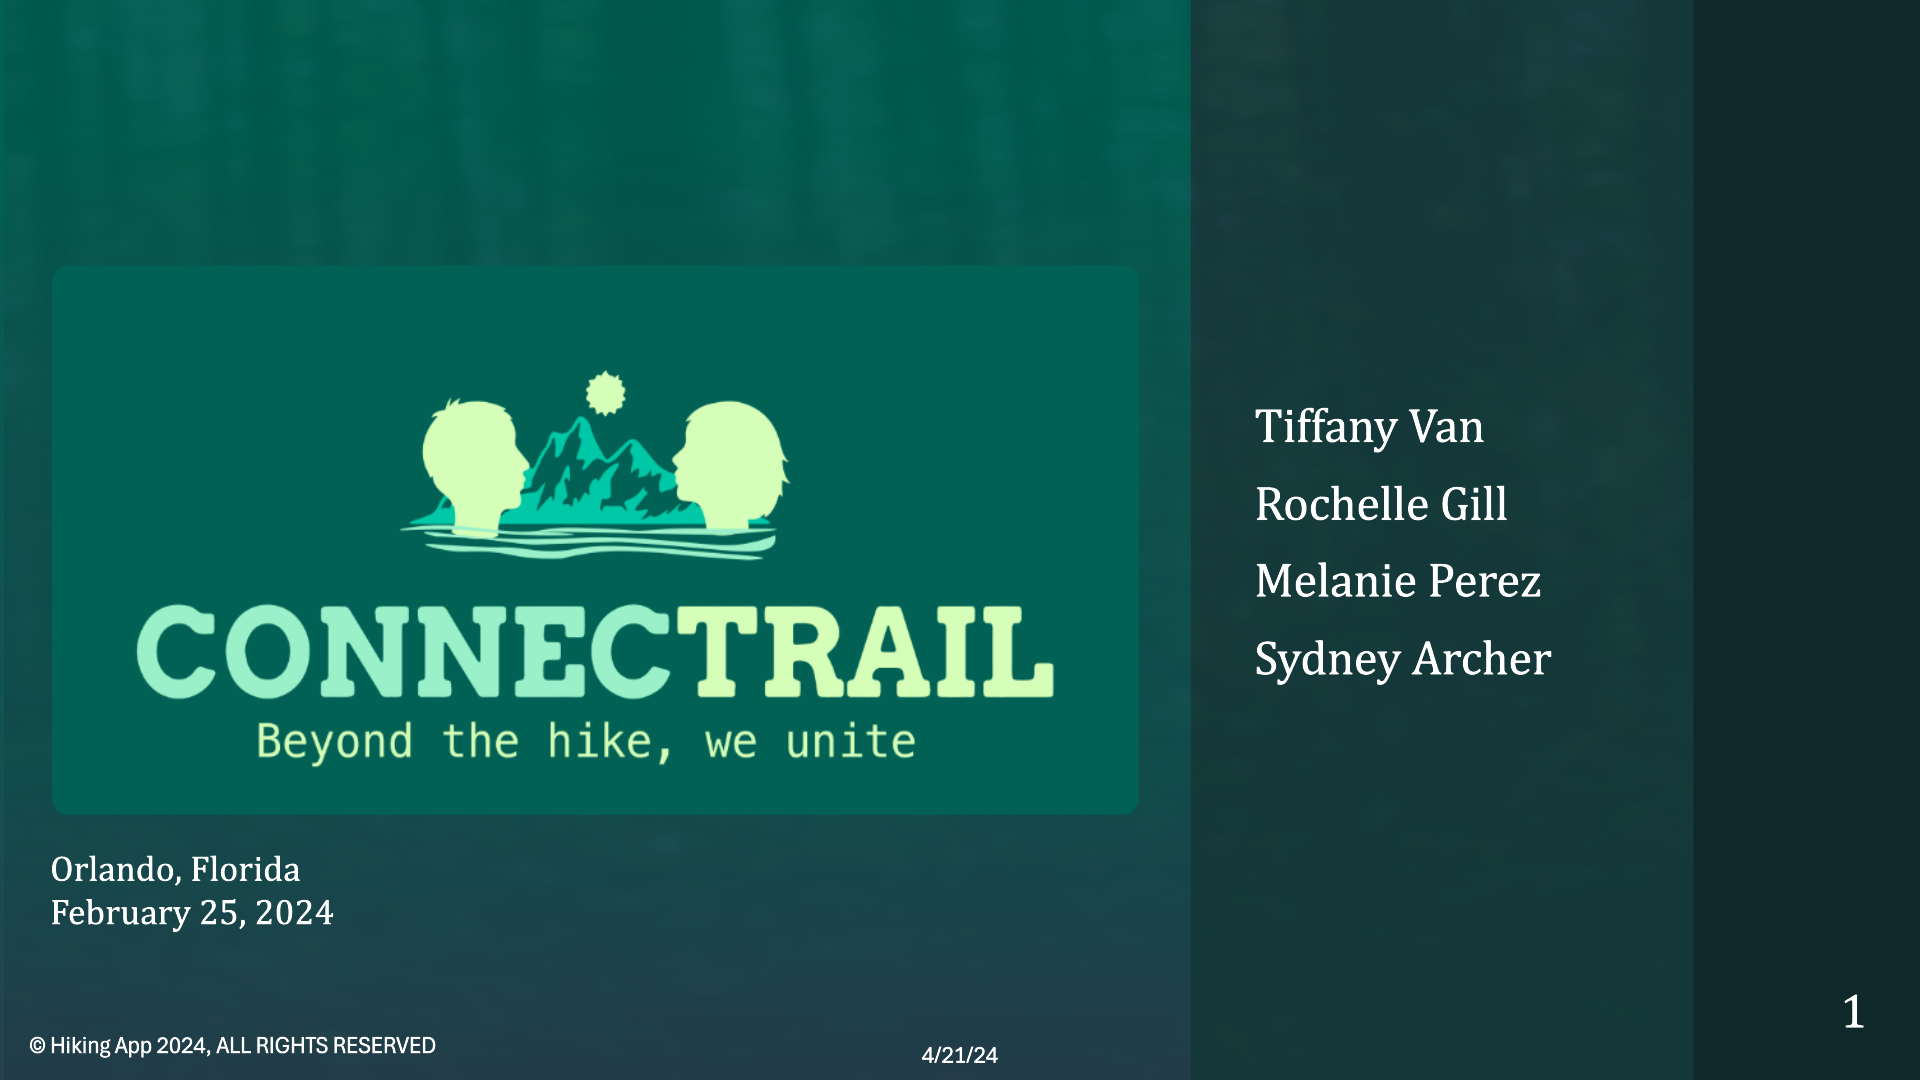 CONNECTRAIL
Beyond the hike, we unite
Orlando, Florida
February 25, 2024
Tiffany Van
Rochelle Gill
Melanie Perez
Sydney Archer
© Hiking App 2024, ALL RIGHTS RESERVED
4/21/24
1